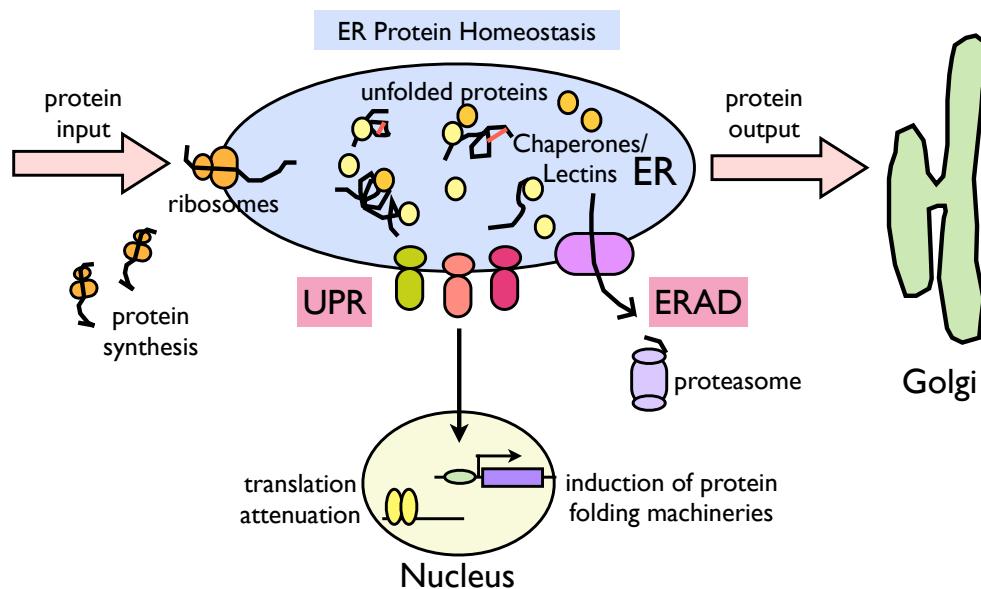 ER Protein Homeostasis
protein
input
unfolded proteins
protein
output
Chaperones/
Lectins
ER
ribosomes
UPR
ERAD
protein
synthesis
proteasome
Golgi
translation
attenuation
induction of protein
folding machineries
Nucleus